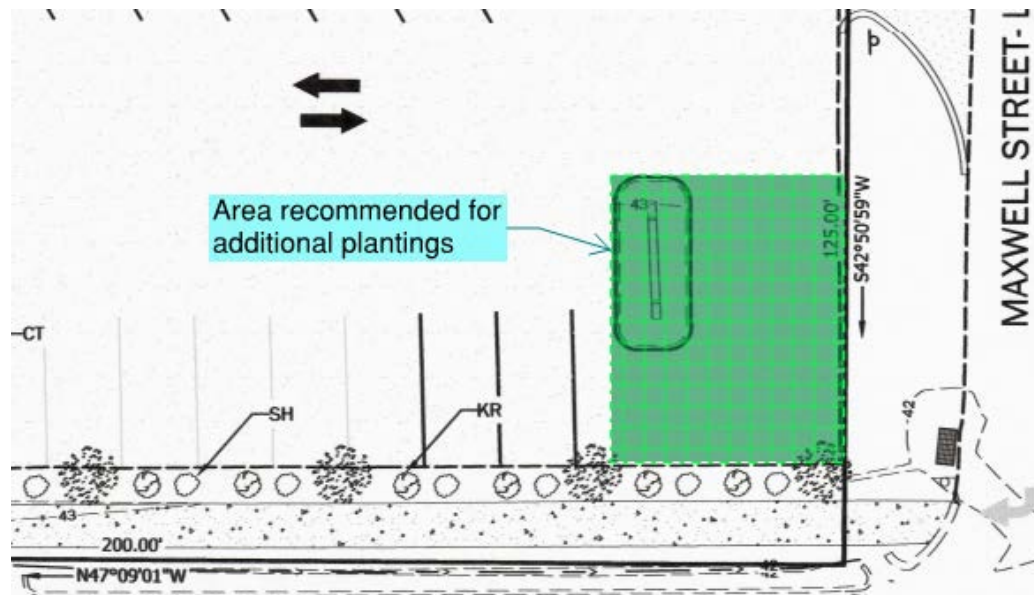 MAXWELL STREET- L
Area recommended for
additional plantings
43
125.00'
S42°50'59"W
CT
SH
KR
42
43
200.00'
N47°09'01"W
42